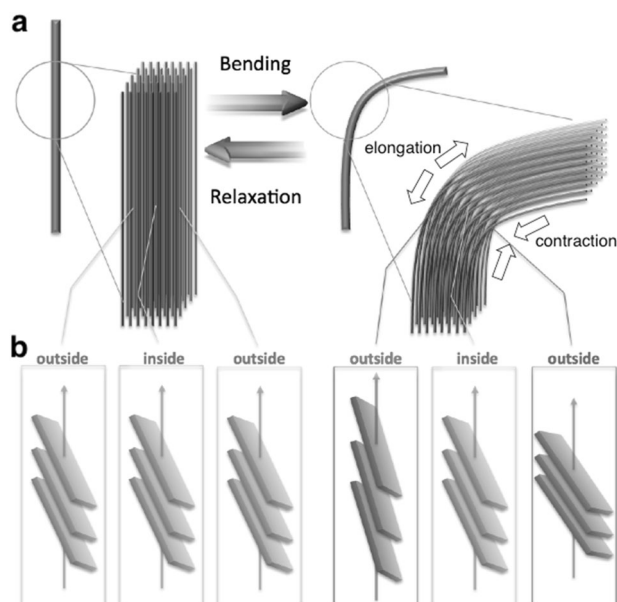 a
Bending
Relaxation
elongation
contraction
b
outside
inside
outside
outside
inside
outside